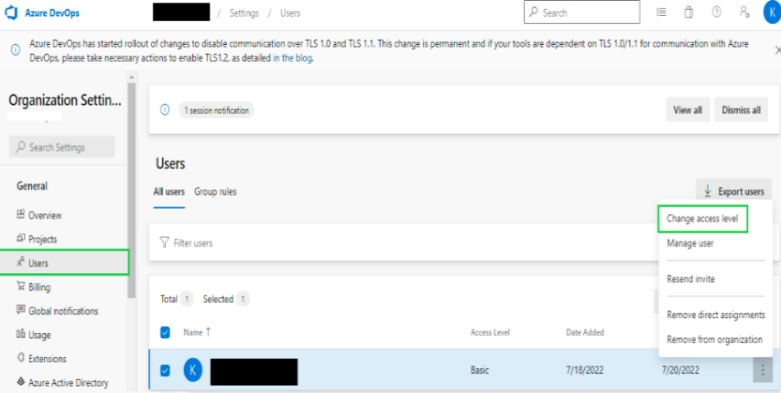 Azure DevOps / Settings / Users Search K
Azure DevOps has started rollout of changes to disable communication over TLS 1.0 and TLS 1.1. This change is permanent and if your tools are dependent on TLS 1.0/1.1 for communication with Azure
DevOps, please take necessary actions to enable TLS1.2, as detailed in the blog.
Organization Settin...
Search Settings
General
Overview
Projects
Users
Billing
Global notifications
Usage
Extensions
Azure Active Directory
1 session notification View all Dismiss all
Users
All users Group rules Export users
Filter users
Change access level
Manage user
Resend invite
Remove direct assignments
Remove from organization
Total 1 Selected 1
Name ↑ Access Level Date Added
K Basic 7/18/2022 7/20/2022